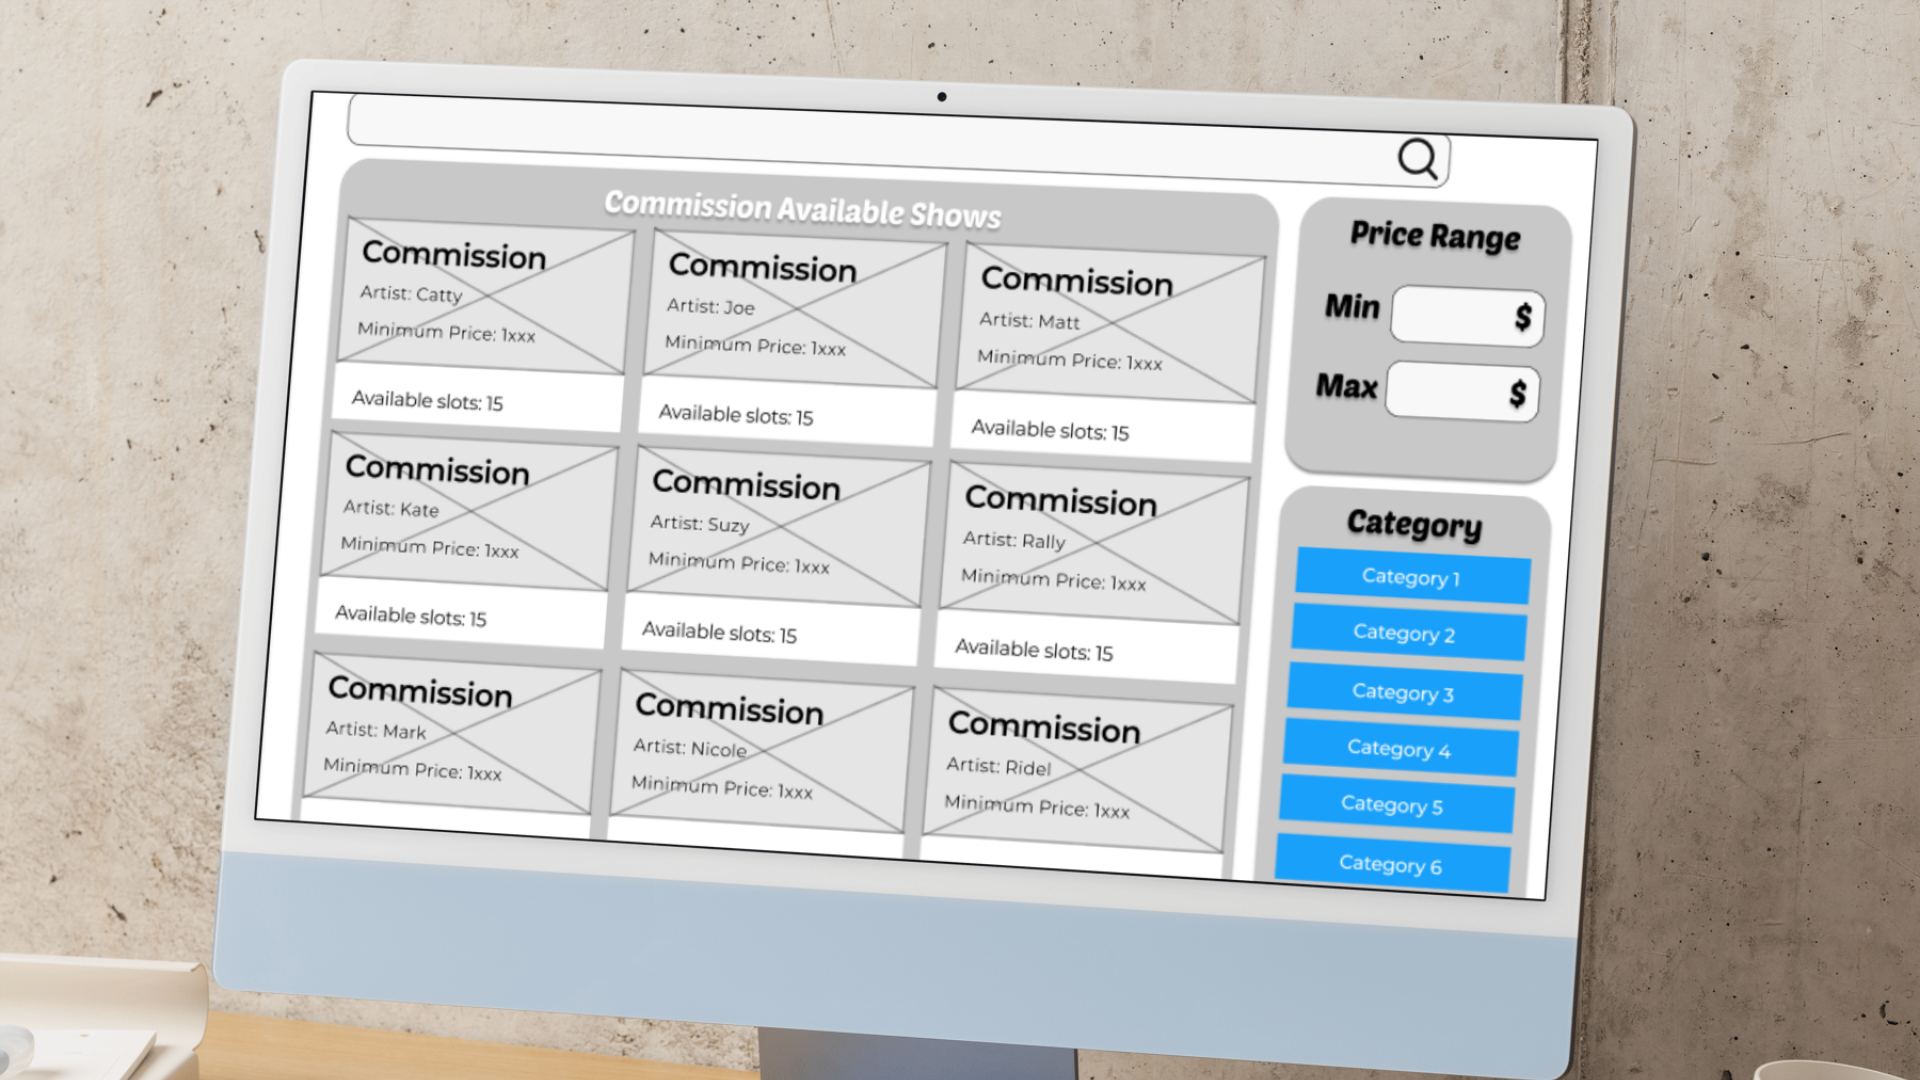 Commission Available Shows
Commission
Artist: Catty
Minimum Price: 1xxx
Available slots: 15
Commission
Artist: Joe
Minimum Price: 1xxx
Available slots: 15
Commission
Artist: Matt
Minimum Price: 1xxx
Available slots: 15
Commission
Artist: Kate
Minimum Price: 1xxx
Available slots: 15
Commission
Artist: Suzy
Minimum Price: 1xxx
Available slots: 15
Commission
Artist: Rally
Minimum Price: 1xxx
Available slots: 15
Commission
Artist: Mark
Minimum Price: 1xxx
Commission
Artist: Nicole
Minimum Price: 1xxx
Commission
Artist: Ridel
Minimum Price: 1xxx
Price Range
Min $
Max $
Category
Category 1
Category 2
Category 3
Category 4
Category 5
Category 6